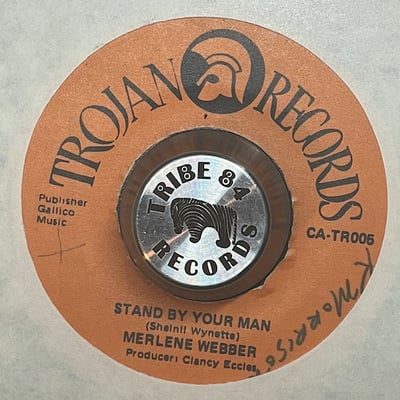 TROJAN RECORDS
TRIBE 84
RECORDS
Publisher
Gallico
Music
CA-TR006
STAND BY YOUR MAN
(Sheinil Wynette)
MERLENE WEBBER
Producer: Clancy Eccles